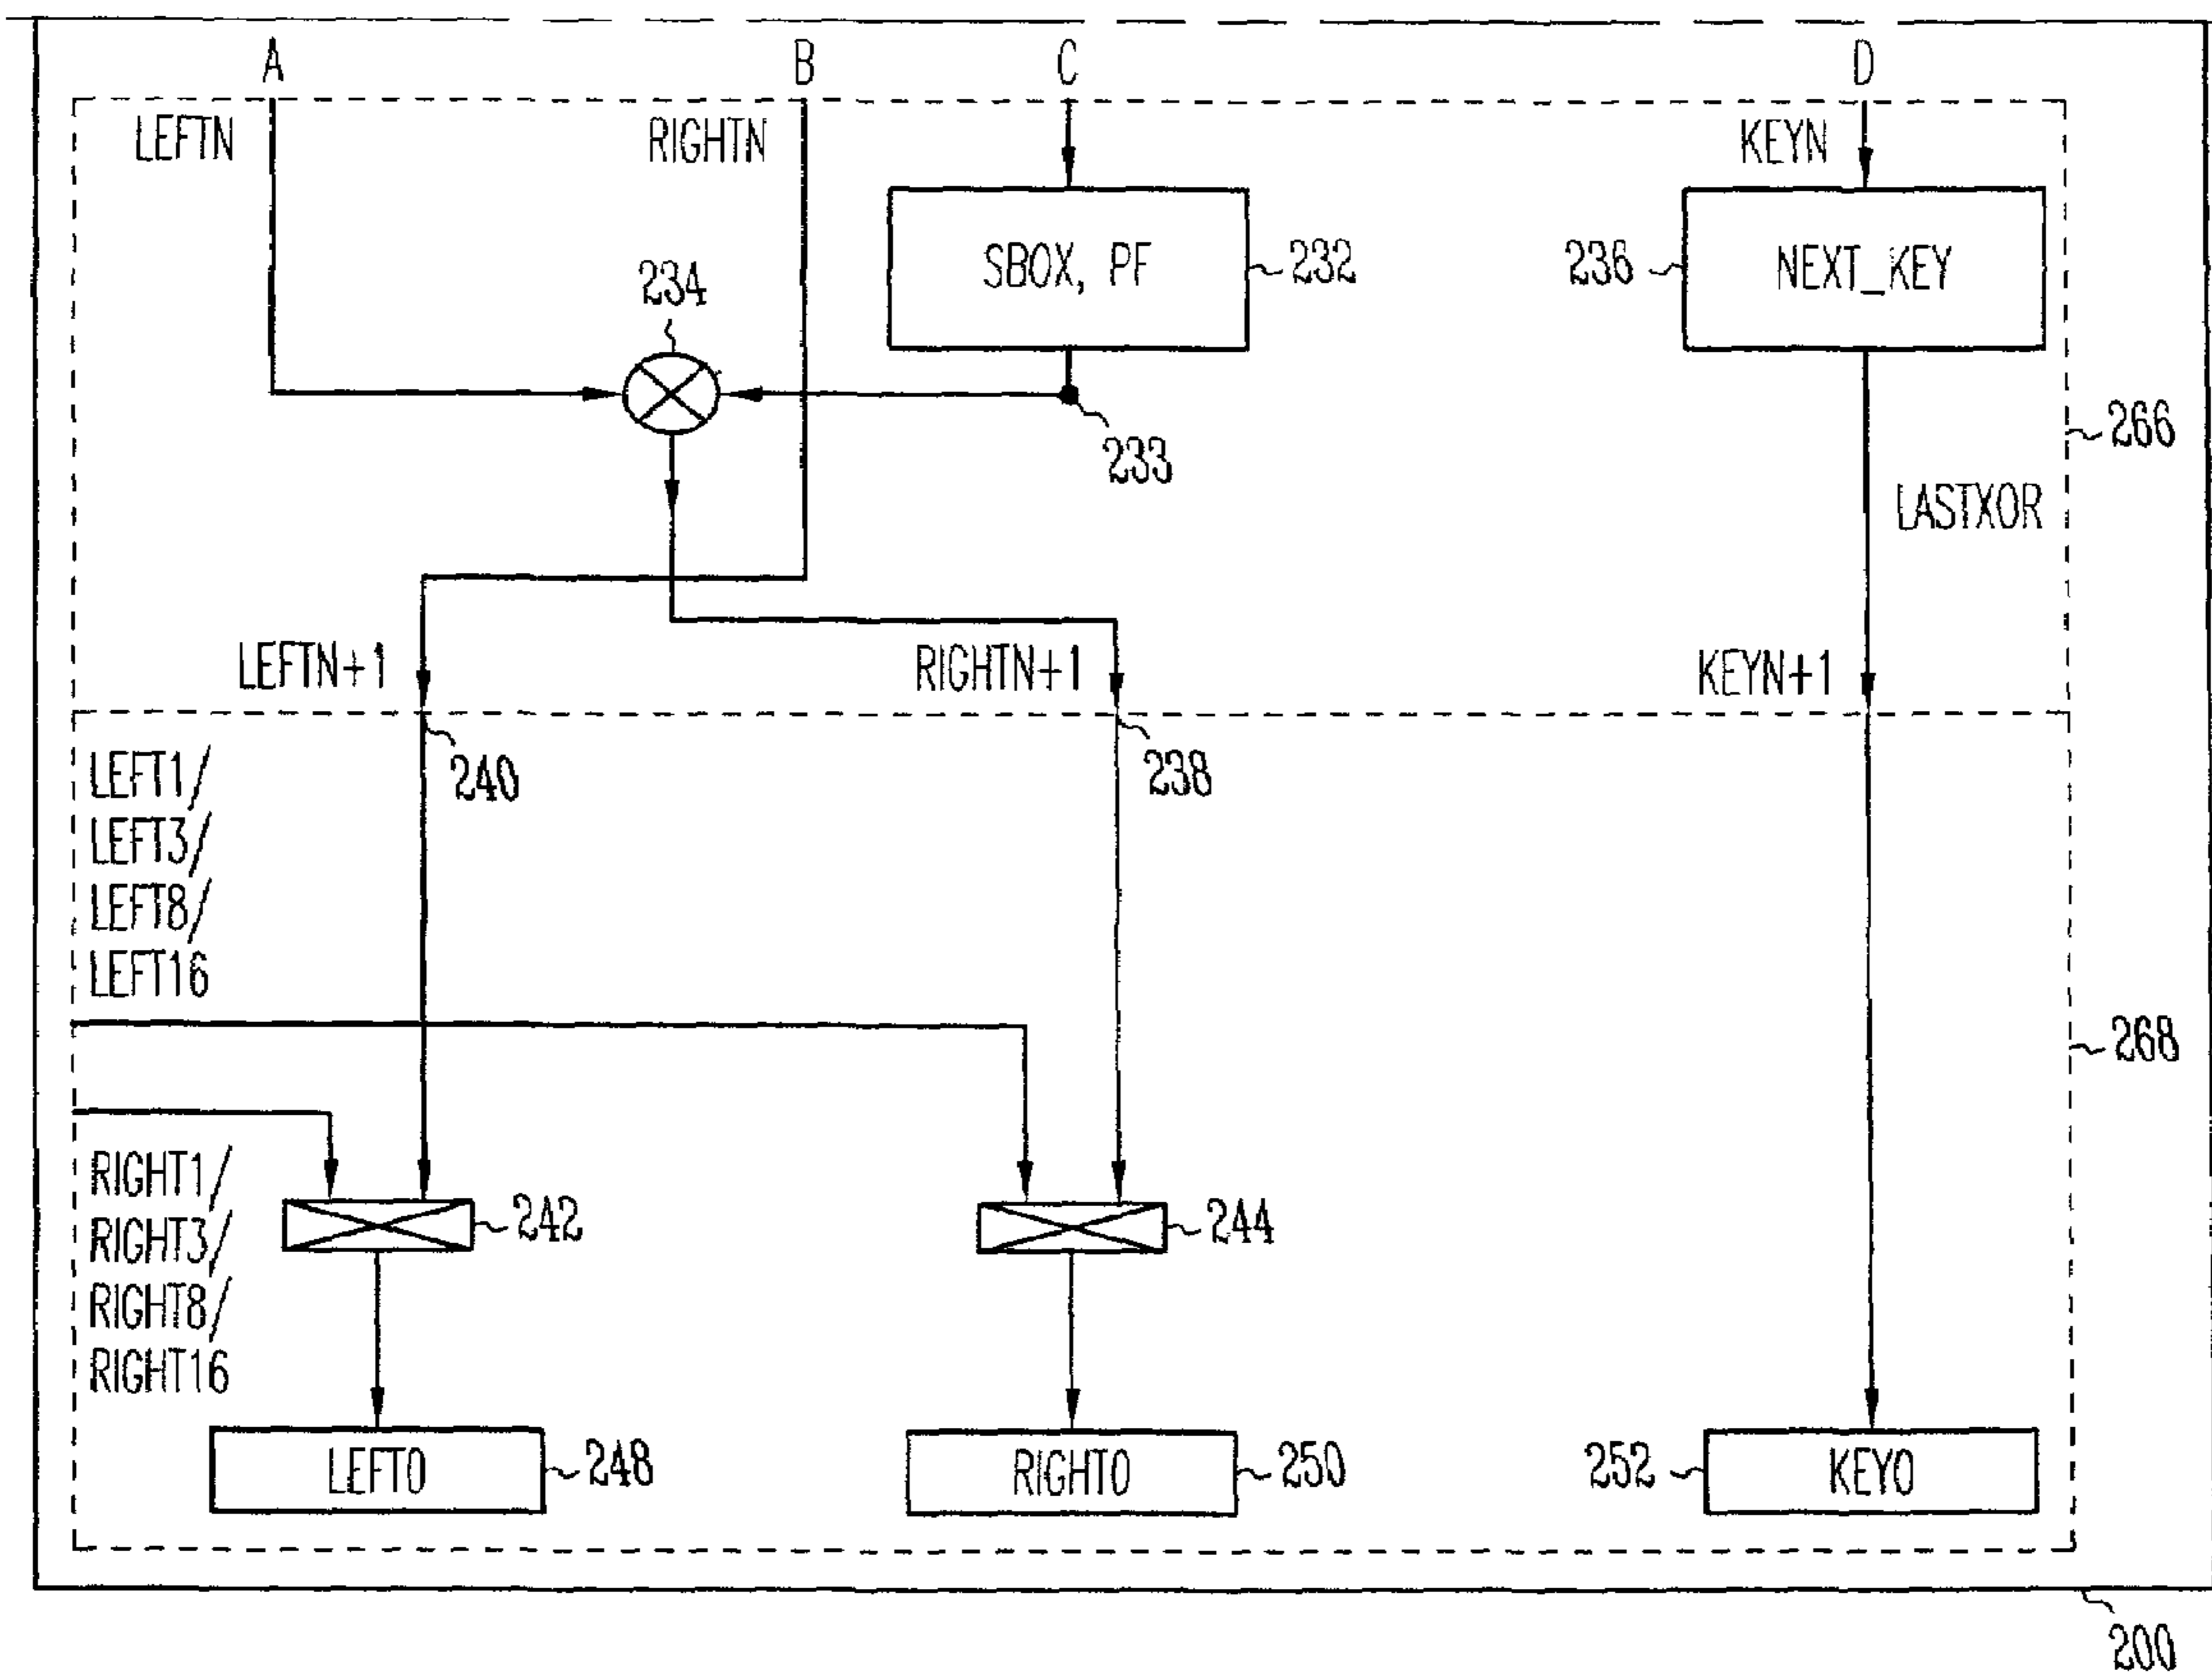 A B C D
LEFTN RIGHTN KEYN
SBOX, PF 232 236 NEXT_KEY
234
233
266
LASTXOR
LEFTN+1 RIGHTN+1 KEYN+1
240 238
LEFT1/
LEFT3/
LEFT8/
LEFT16
268
RIGHT1/
RIGHT3/
RIGHT8/
RIGHT16
242 244
LEFT0 248 RIGHT0 250 252 KEY0
200